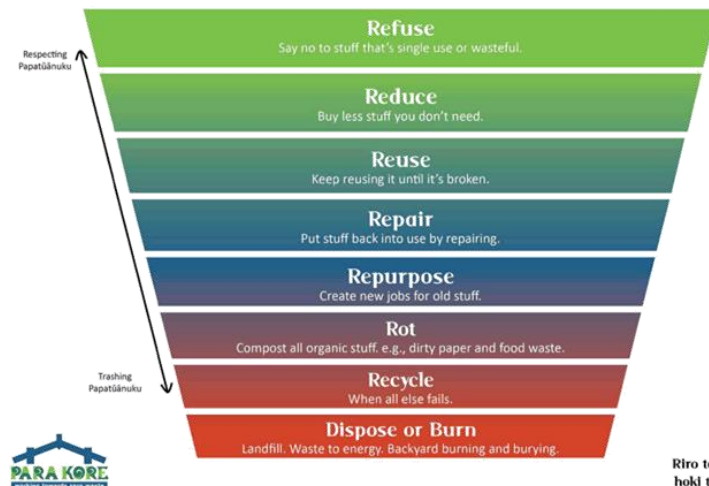 Refuse
Say no to stuff that's single use or wasteful.
Respecting
Papatūānuku
Reduce
Buy less stuff you don't need.
Reuse
Keep reusing it until it's broken.
Repair
Put stuff back into use by repairing.
Repurpose
Create new jobs for old stuff.
Rot
Compost all organic stuff. e.g., dirty paper and food waste.
Trashing
Papatūānuku
Recycle
When all else fails.
Dispose or Burn
Landfill. Waste to energy. Backyard burning and burying.
PARA KORE
Riro
hoki